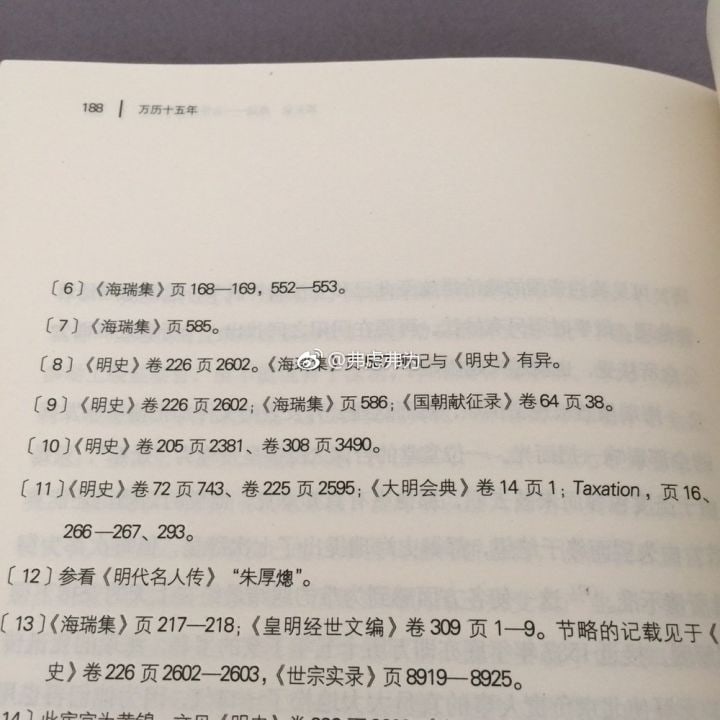 188 | 万历十五年
〔6〕《海瑞集》页168—169，552—553。
〔7〕《海瑞集》页585。
〔8〕《明史》卷226页2602。《海瑞集》 所记与《明史》有异。
〔9〕《明史》卷226页2602；《海瑞集》页586；《国朝献征录》卷64页38。
〔10〕《明史》卷205页2381、卷308页3490。
〔11〕《明史》卷72页743、卷225页2595；《大明会典》卷14页1；Taxation，页16、
266—267、293。
〔12〕参看《明代名人传》“朱厚熜”。
〔13〕《海瑞集》页217—218；《皇明经世文编》卷309页1—9。节略的记载见于《
史》卷226页2602—2603，《世宗实录》页8919—8925。